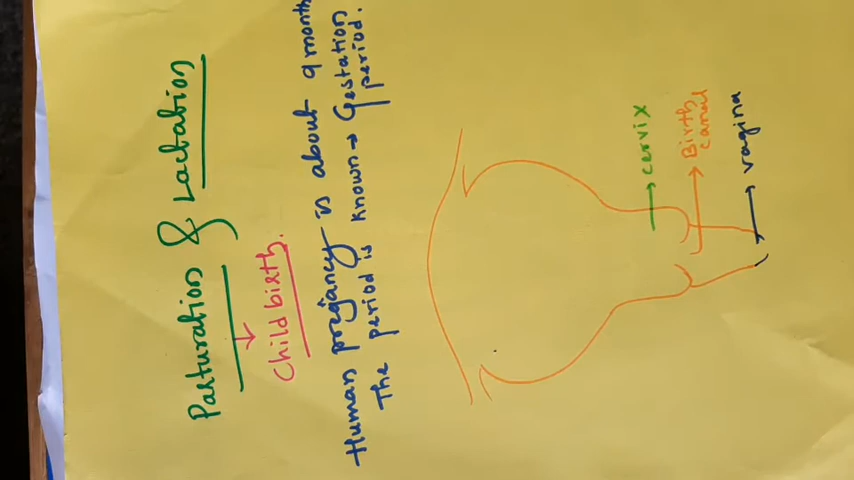 Parturation & Lactation
Child birth.
Human pregancy is about 9 month
The period is known → Gestation period.
→ cervix
→ Birth canal
→ vagina